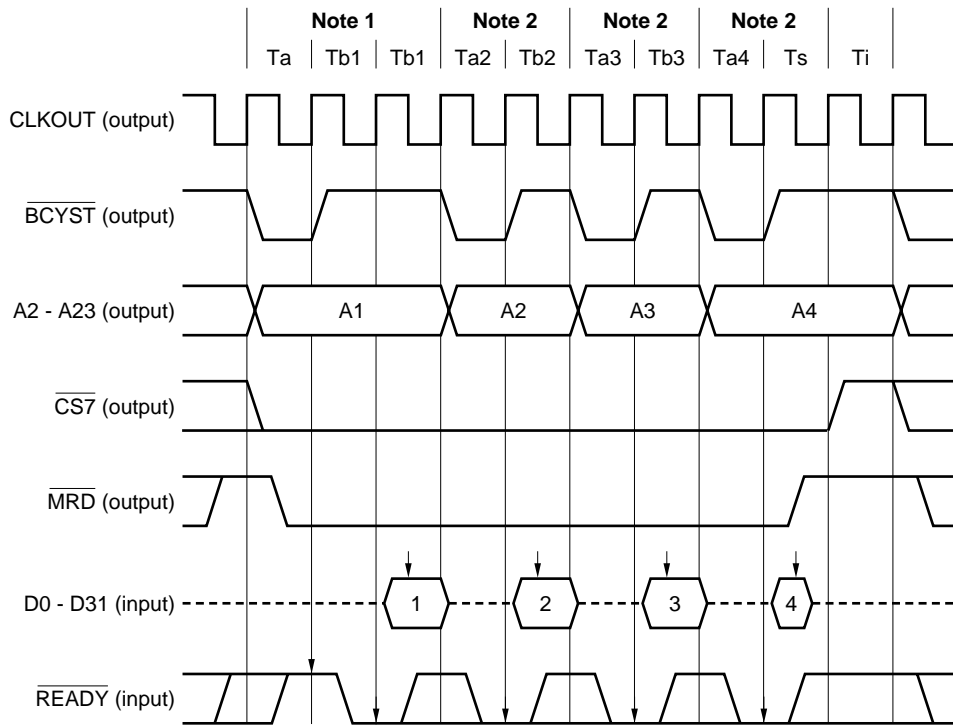 Note 1 Note 2 Note 2 Note 2
Ta Tb1 Tb1 Ta2 Tb2 Ta3 Tb3 Ta4 Ts Ti
CLKOUT (output)
BCYST (output)
A2 - A23 (output) A1 A2 A3 A4
CS7 (output)
MRD (output)
D0 - D31 (input) 1 2 3 4
READY (input)